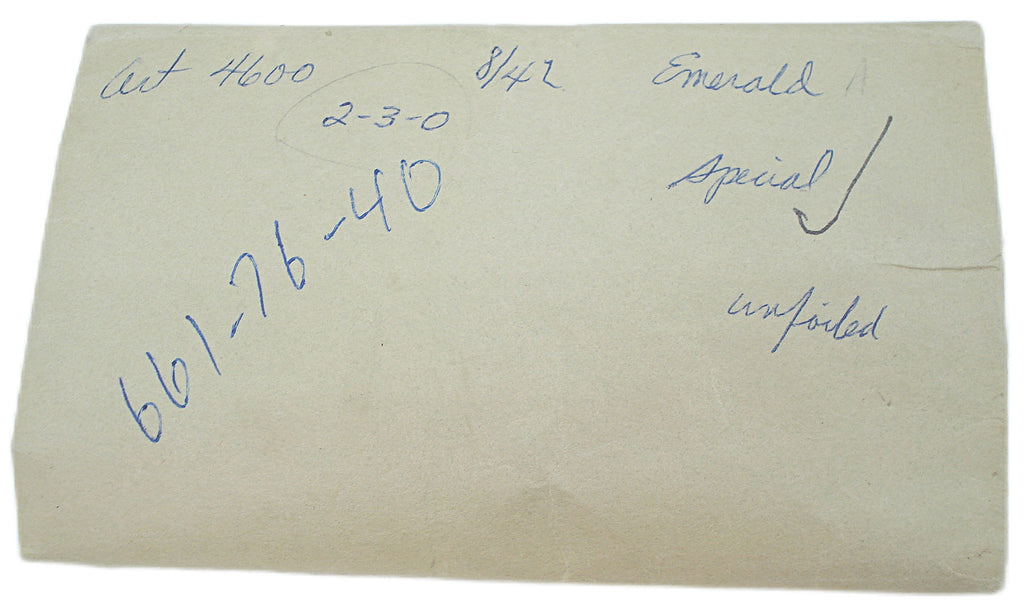 Art 4600 8/42 Emerald
2-3-0
special
661-76-40
unfoiled